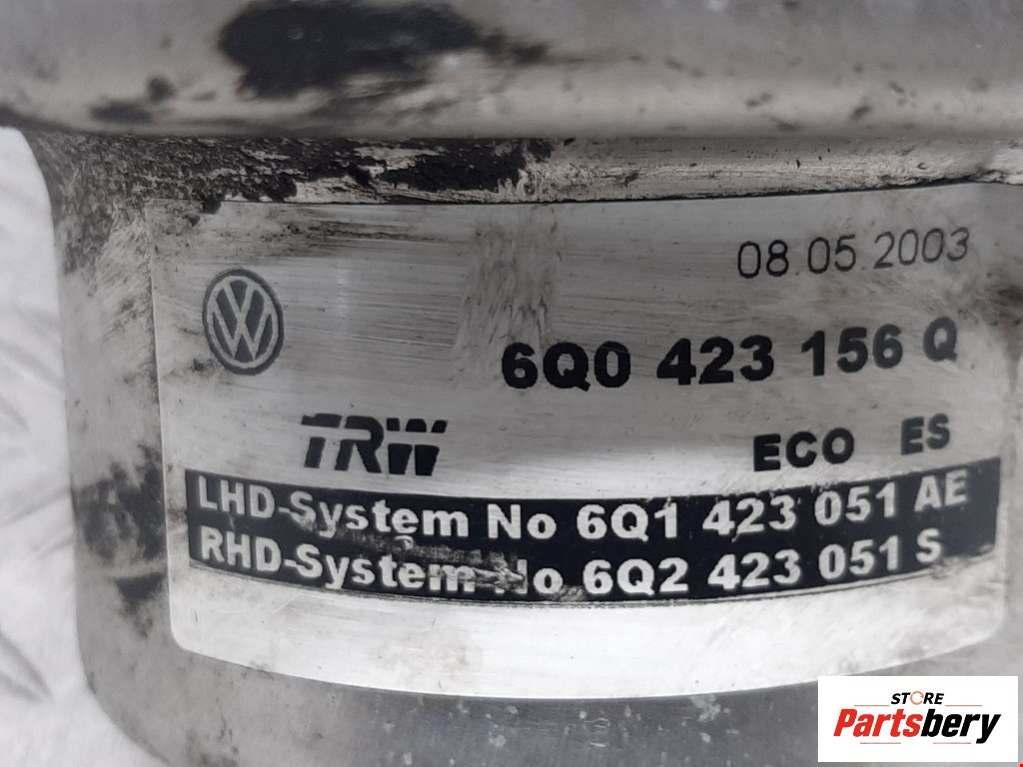 08.05.2003
VW
6Q0 423 156 Q
TRW
ECO ES
LHD-System No 6Q1 423 051 AE
RHD-System No 6Q2 423 051 S
STORE
Partsbery